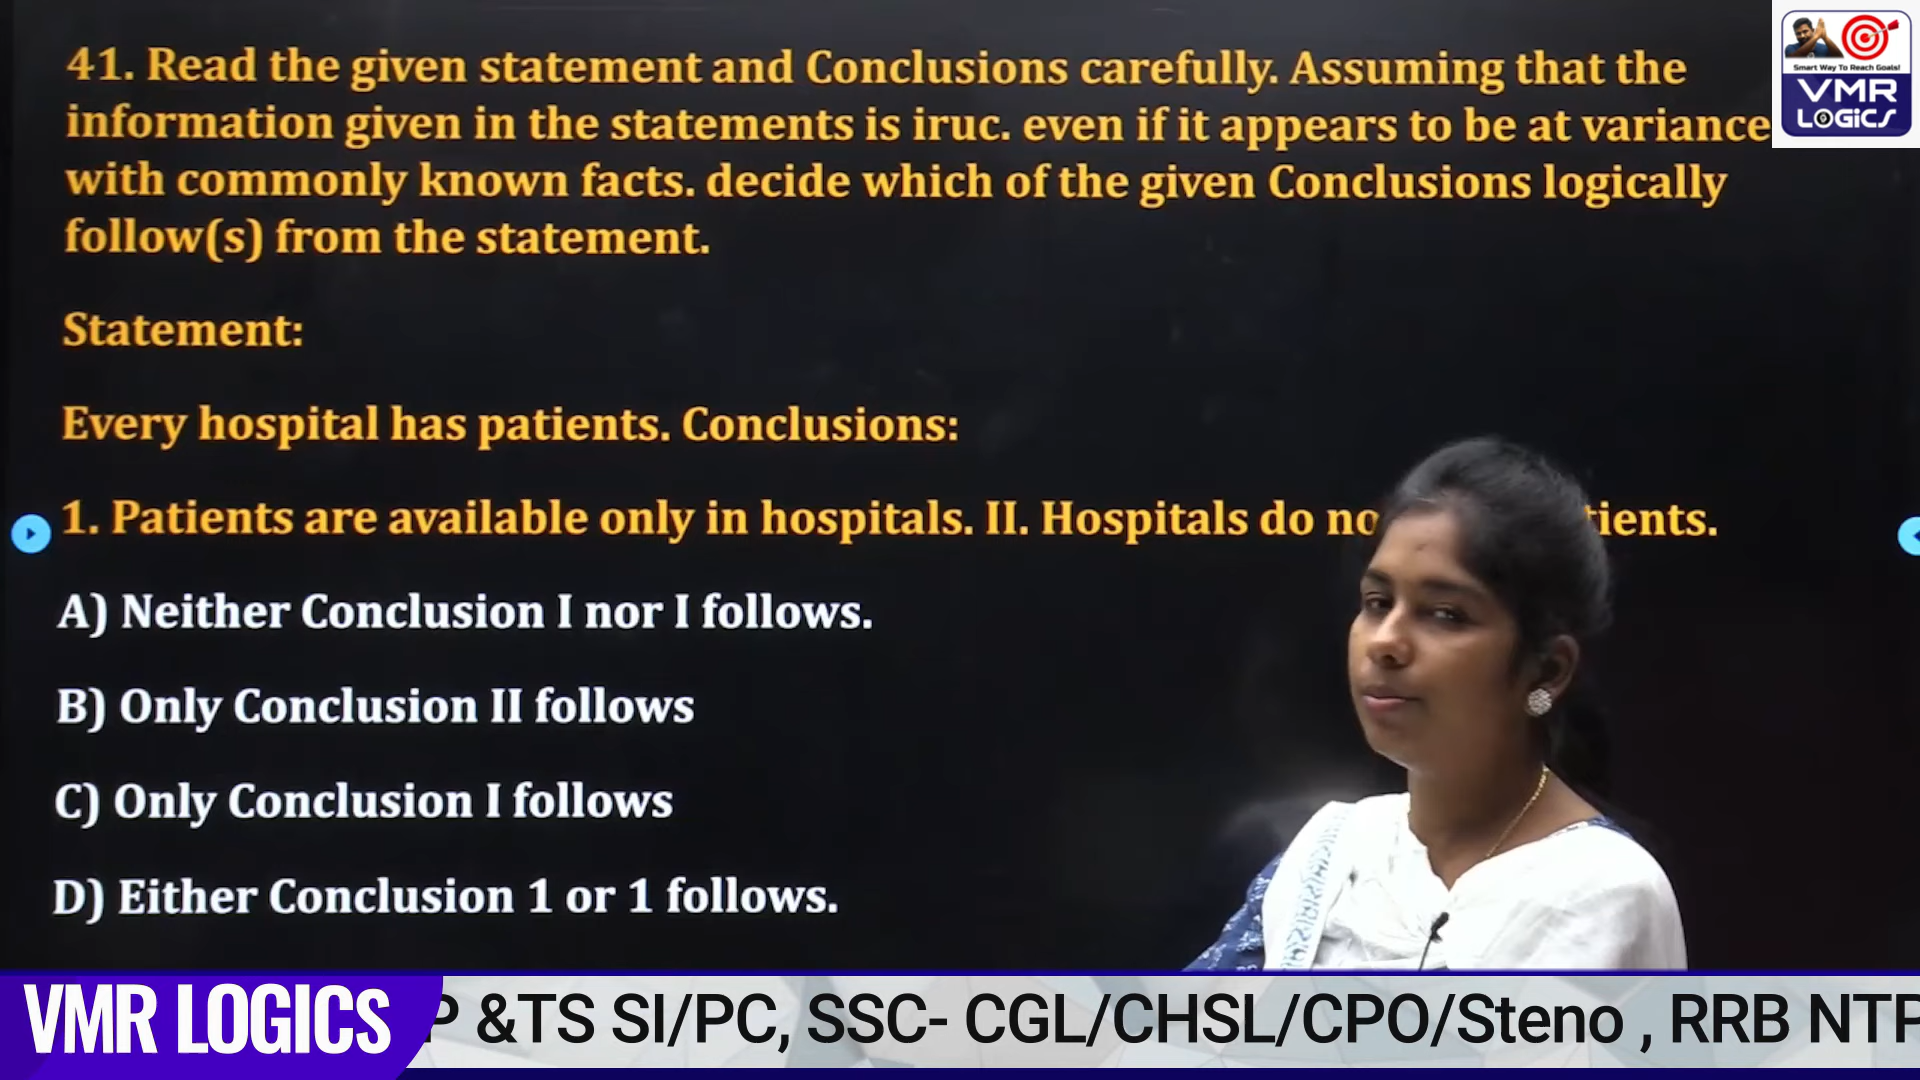 41. Read the given statement and Conclusions carefully. Assuming that the
information given in the statements is iruc. even if it appears to be at variance
with commonly known facts. decide which of the given Conclusions logically
follow(s) from the statement.
Statement:
Every hospital has patients. Conclusions:
1. Patients are available only in hospitals. II. Hospitals do
A) Neither Conclusion I nor I follows.
B) Only Conclusion II follows
C) Only Conclusion I follows
D) Either Conclusion 1 or 1 follows.
Smart Way To Reach Goals!
VMR
LOGICS
VMR LOGICS
&TS SI/PC, SSC- CGL/CHSL/CPO/Steno , RRB